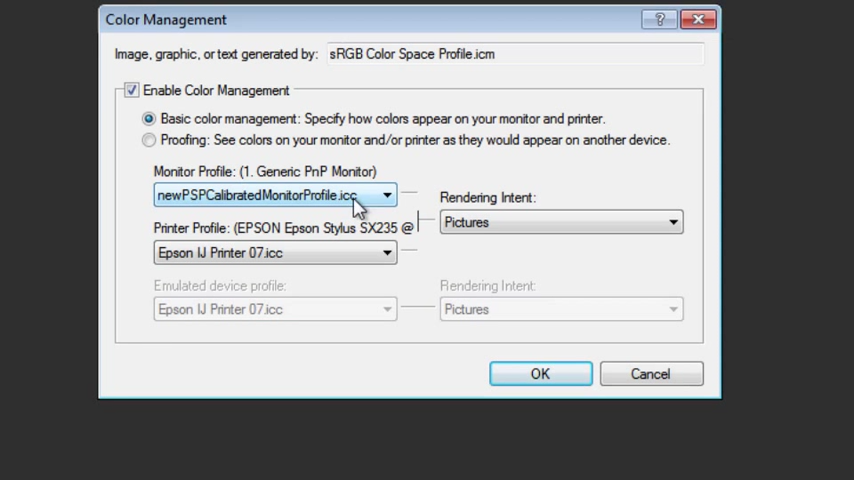 Color Management
Image, graphic, or text generated by: sRGB Color Space Profile.icm
Enable Color Management
Basic color management: Specify how colors appear on your monitor and printer.
Proofing: See colors on your monitor and/or printer as they would appear on another device.
Monitor Profile: (1. Generic PnP Monitor)
newPSPCalibratedMonitorProfile.icc
Rendering Intent:
Pictures
Printer Profile: (EPSON Epson Stylus SX235 @
Epson IJ Printer 07.icc
Emulated device profile:
Rendering Intent:
Epson IJ Printer 07.icc
Pictures
OK
Cancel